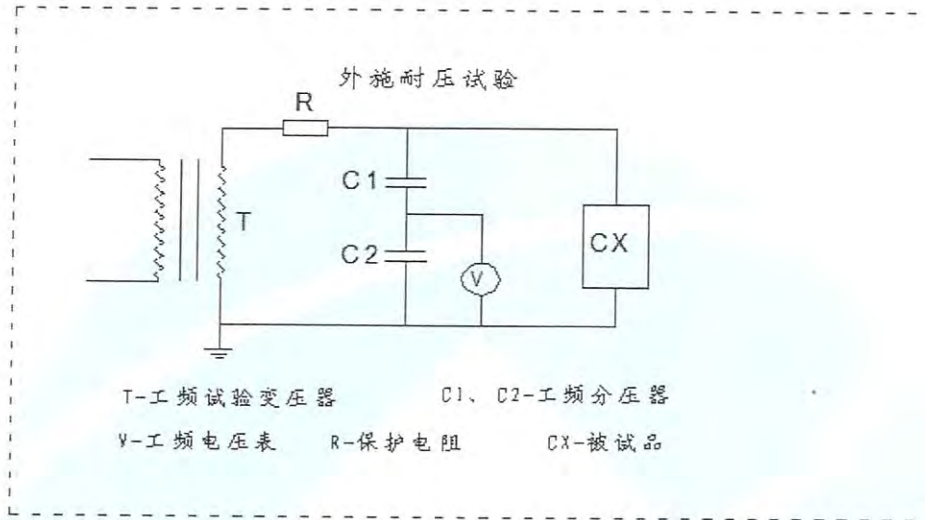 外施耐压试验
R
C1
T
C2
V
CX
T-工频试验变压器 C1、C2-工频分压器
V-工频电压表 R-保护电阻 CX-被试品